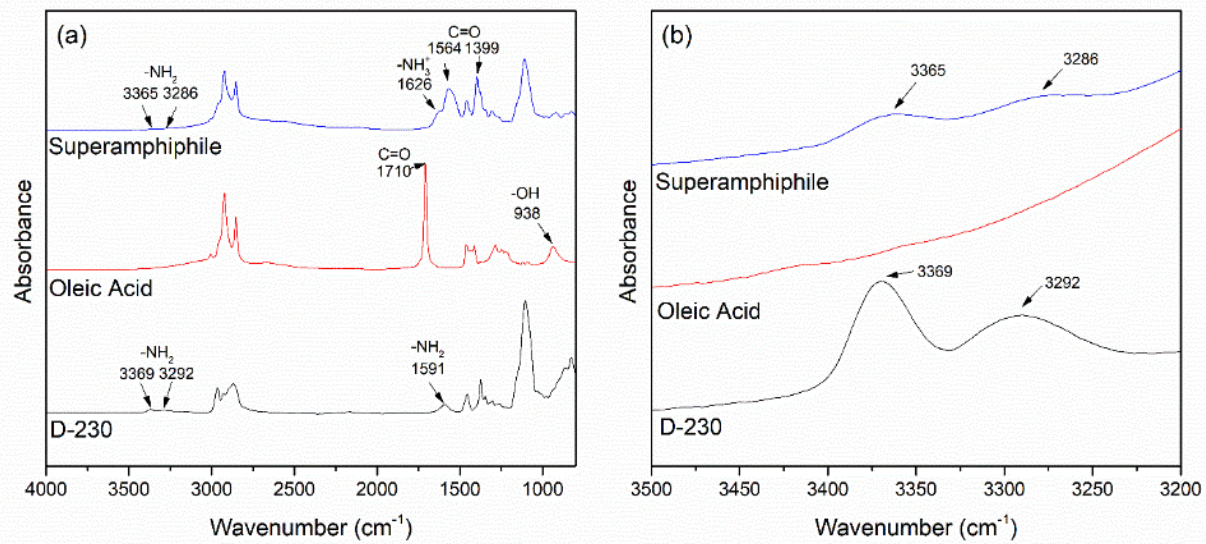 (a)
C=O
1564 1399
-NH3+
1626
-NH2
3365 3286
Superamphiphile
C=O
1710
-OH
938
Oleic Acid
-NH2
3369 3292
-NH2
1591
D-230
Absorbance
4000 3500 3000 2500 2000 1500 1000
Wavenumber (cm-1)
(b)
3365
3286
Superamphiphile
Oleic Acid
3369
3292
D-230
Absorbance
3500 3450 3400 3350 3300 3250 3200
Wavenumber (cm-1)